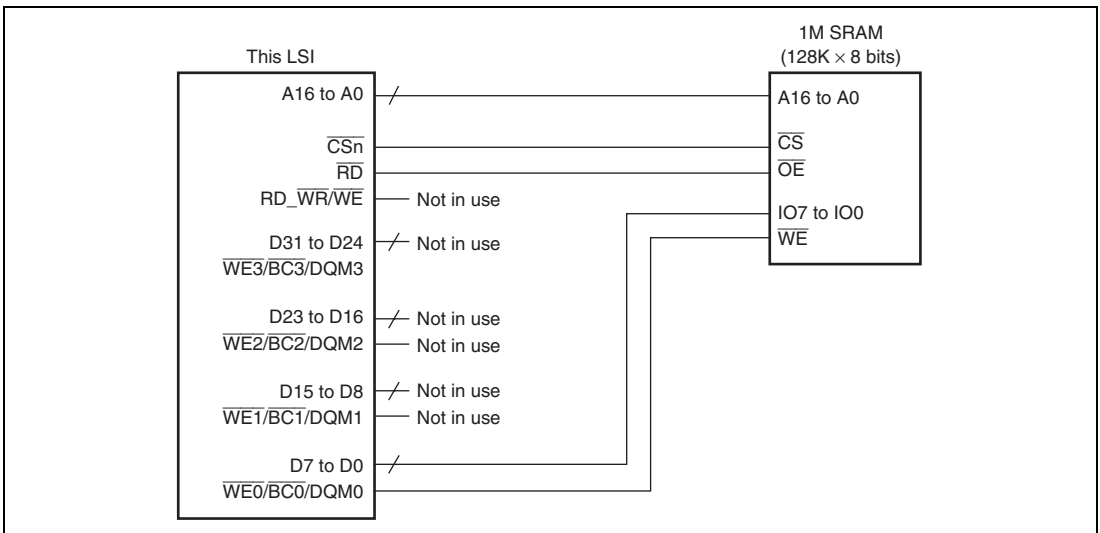 This LSI
A16 to A0
CSn
RD
RD_WR/WE
Not in use
D31 to D24
Not in use
WE3/BC3/DQM3
D23 to D16
Not in use
WE2/BC2/DQM2
Not in use
D15 to D8
Not in use
WE1/BC1/DQM1
Not in use
D7 to D0
WE0/BC0/DQM0
1M SRAM
(128K × 8 bits)
A16 to A0
CS
OE
IO7 to IO0
WE